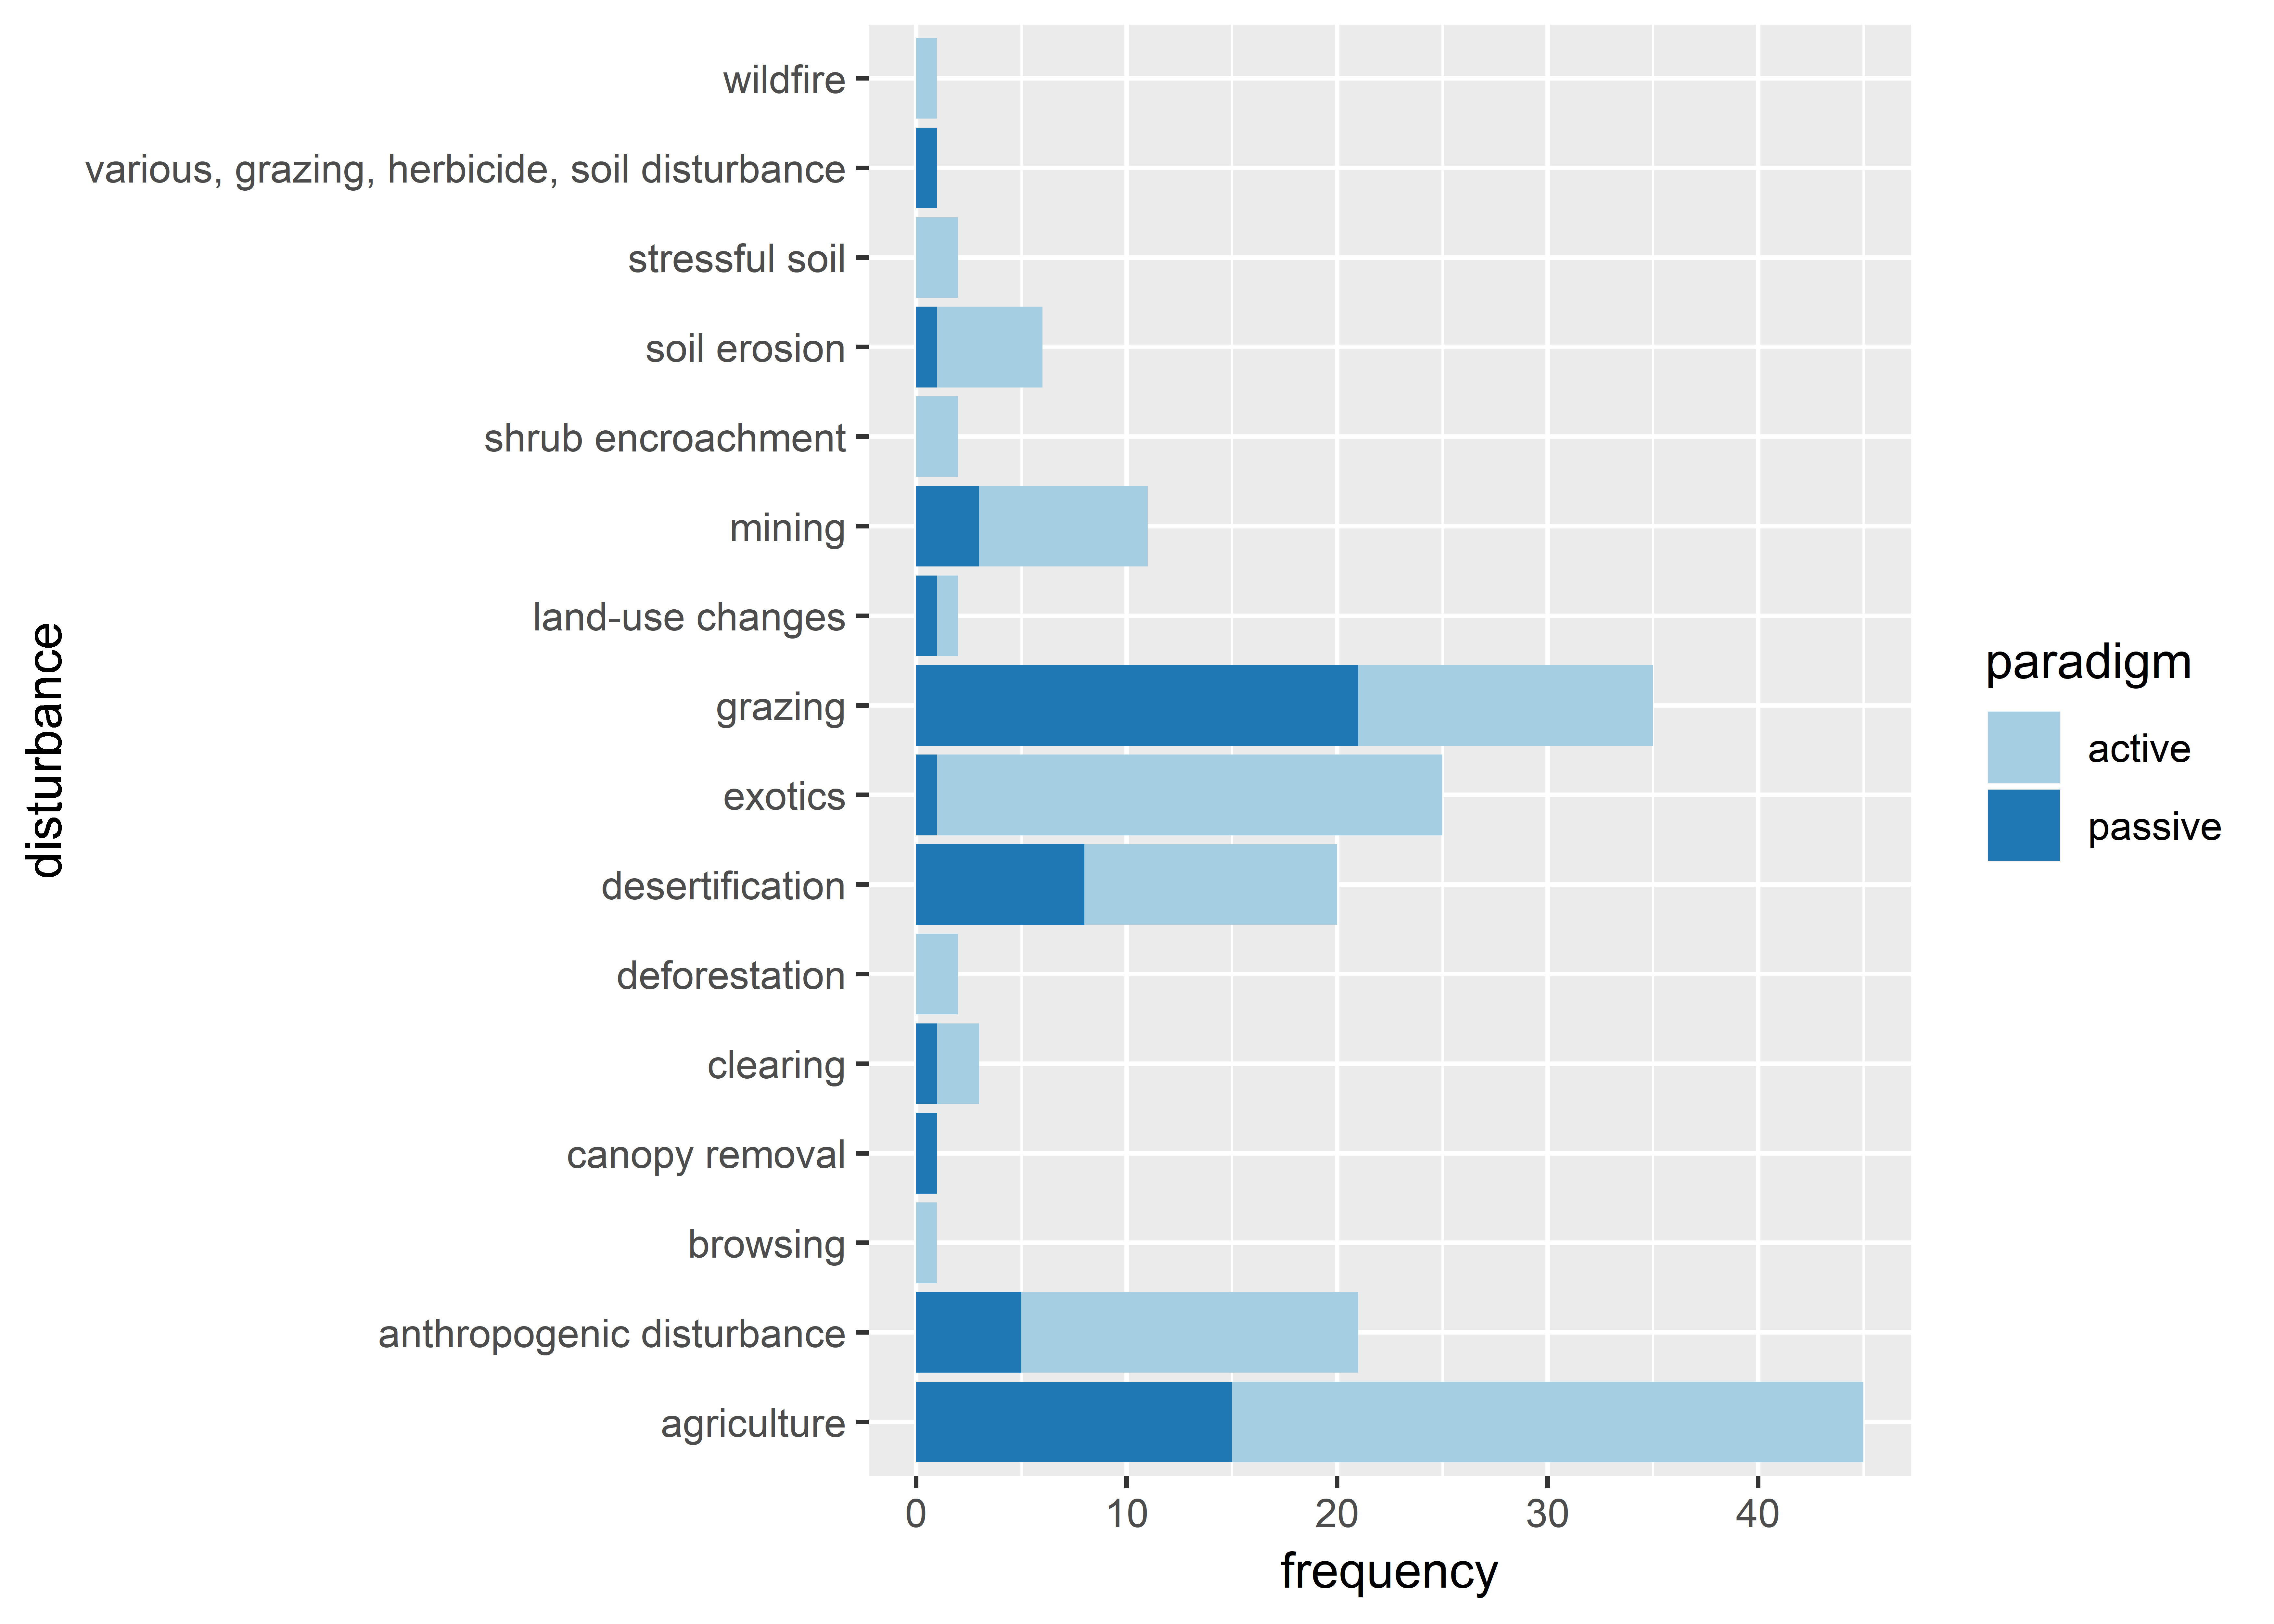 disturbance
wildfire
various, grazing, herbicide, soil disturbance
stressful soil
soil erosion
shrub encroachment
mining
land-use changes
grazing
exotics
desertification
deforestation
clearing
canopy removal
browsing
anthropogenic disturbance
agriculture
0 10 20 30 40
frequency
paradigm
active
passive